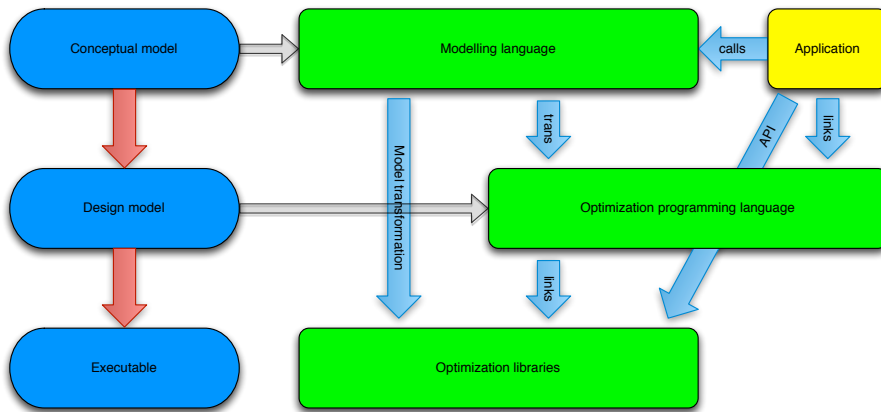 Conceptual model
Modelling language
calls
Application
trans
API
links
Model transformation
Design model
Optimization programming language
links
Executable
Optimization libraries